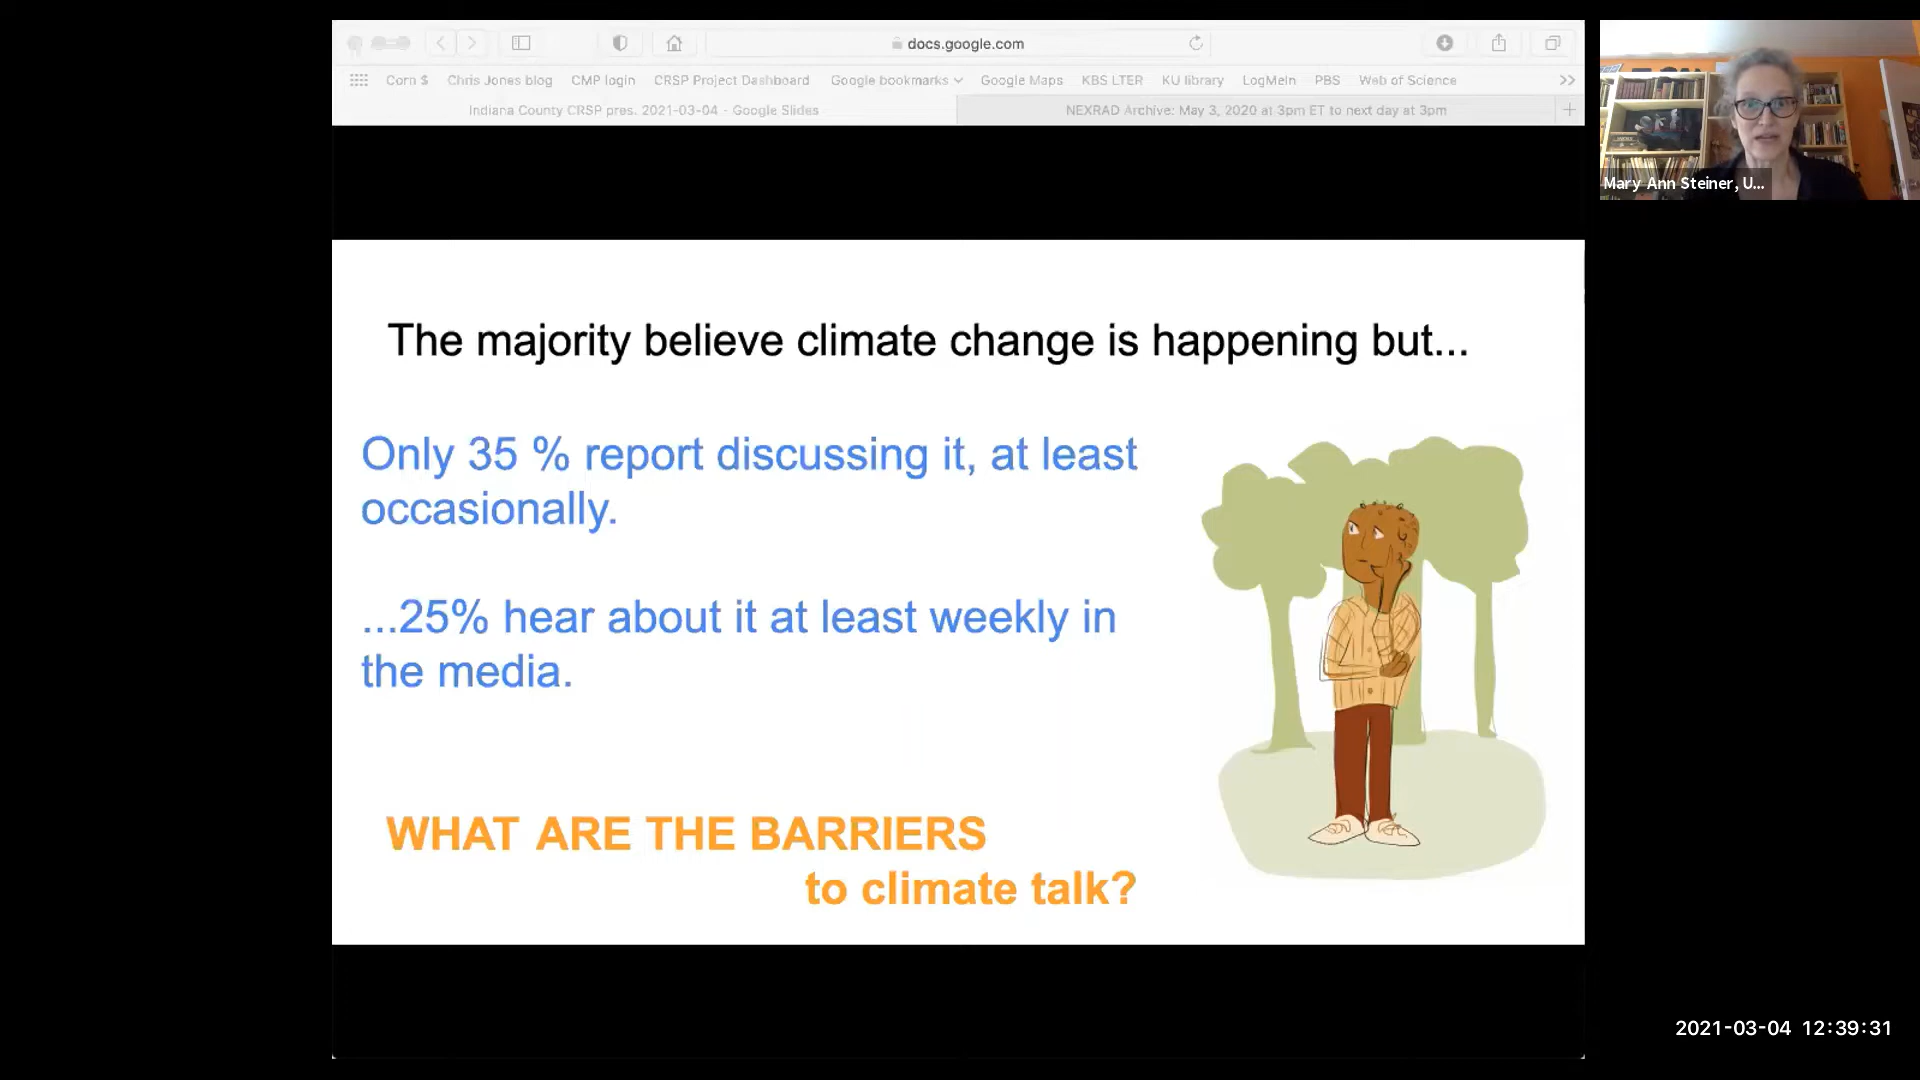 docs.google.com
Corn $ Chris Jones blog CMP login CRSP Project Dashboard Google bookmarks Google Maps KBS LTER KU library LogMeIn PBS Web of Science
Indiana County CRSP pres. 2021-03-04 - Google Slides NEXRAD Archive: May 3, 2020 at 3pm ET to next day at 3pm
Mary Ann Steiner, U...
The majority believe climate change is happening but...
Only 35 % report discussing it, at least
occasionally.
...25% hear about it at least weekly in
the media.
WHAT ARE THE BARRIERS
to climate talk?
2021-03-04 12:39:31